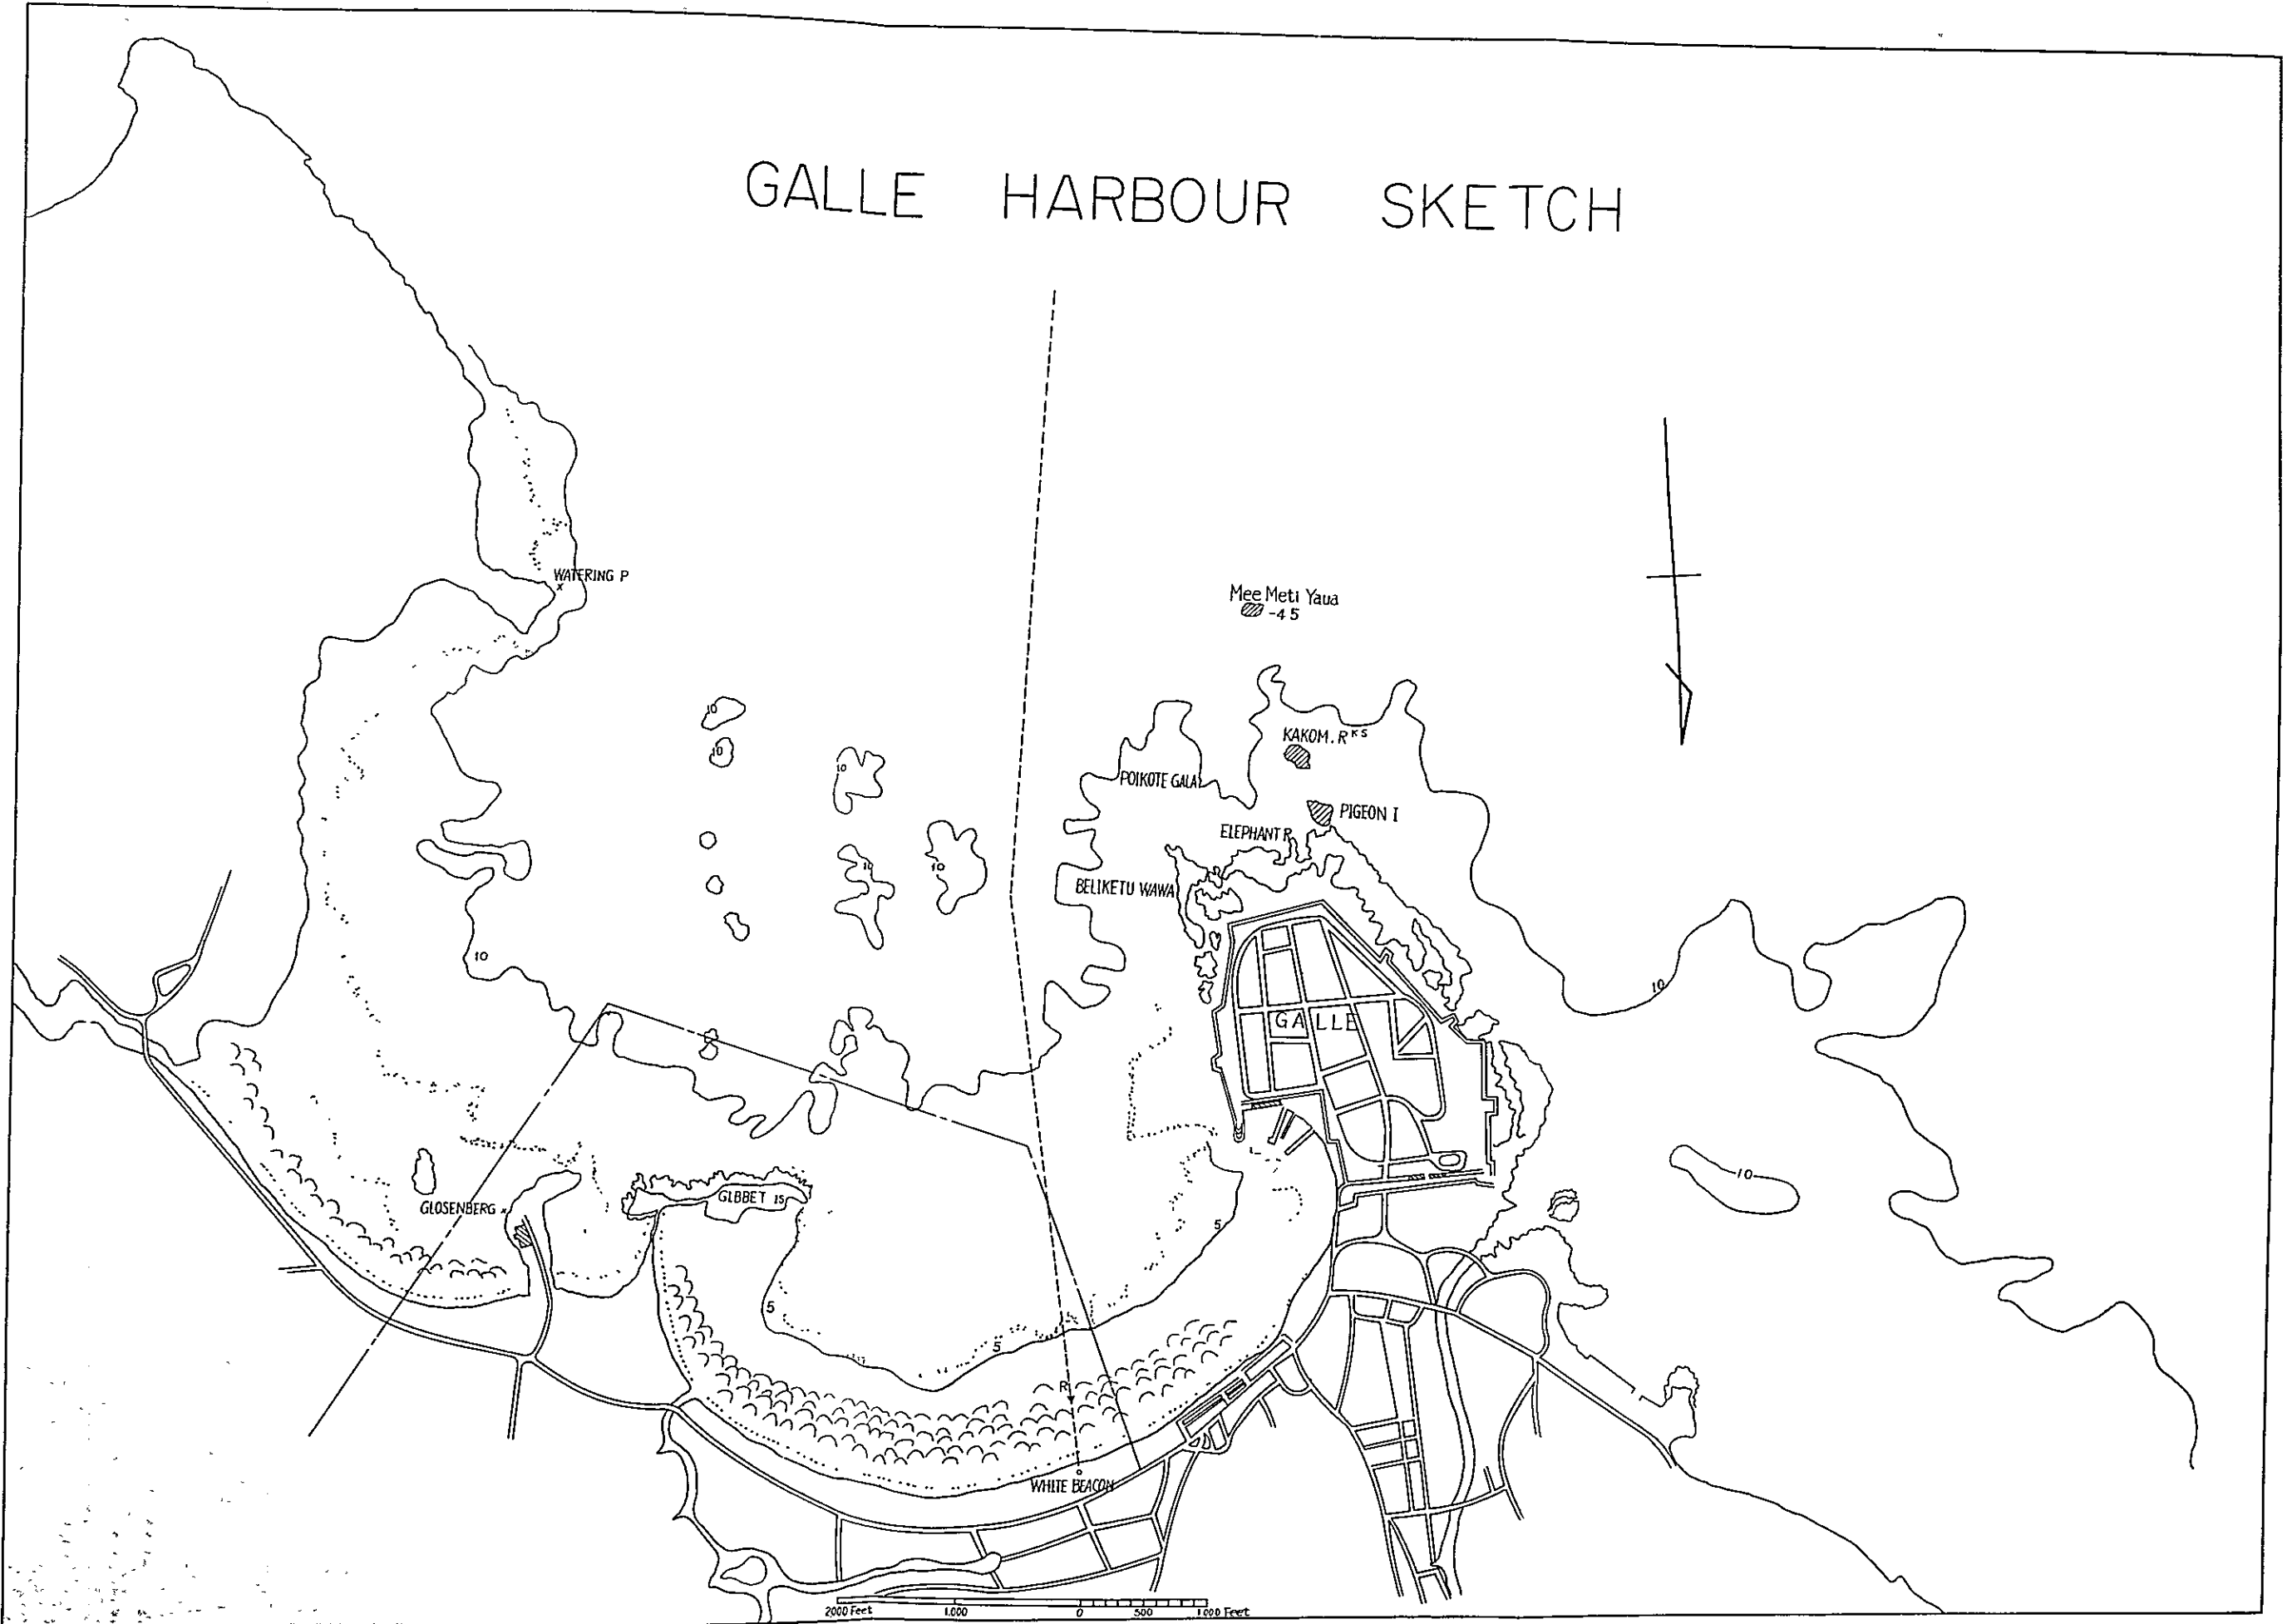 GALLE HARBOUR SKETCH
WATERING P
Mee Meti Yaua
-45
10
10
10
KAKOM. RKS
POIKOTE GALA
PIGEON I
ELEPHANT R
10
10
BELIKETU WAWA
10
10
GALLE
10
GLOSENBERG
GIBBET IS
5
5
5
R
WHITE BEACON
2000 Feet 1.000 0 500 1000 Feet